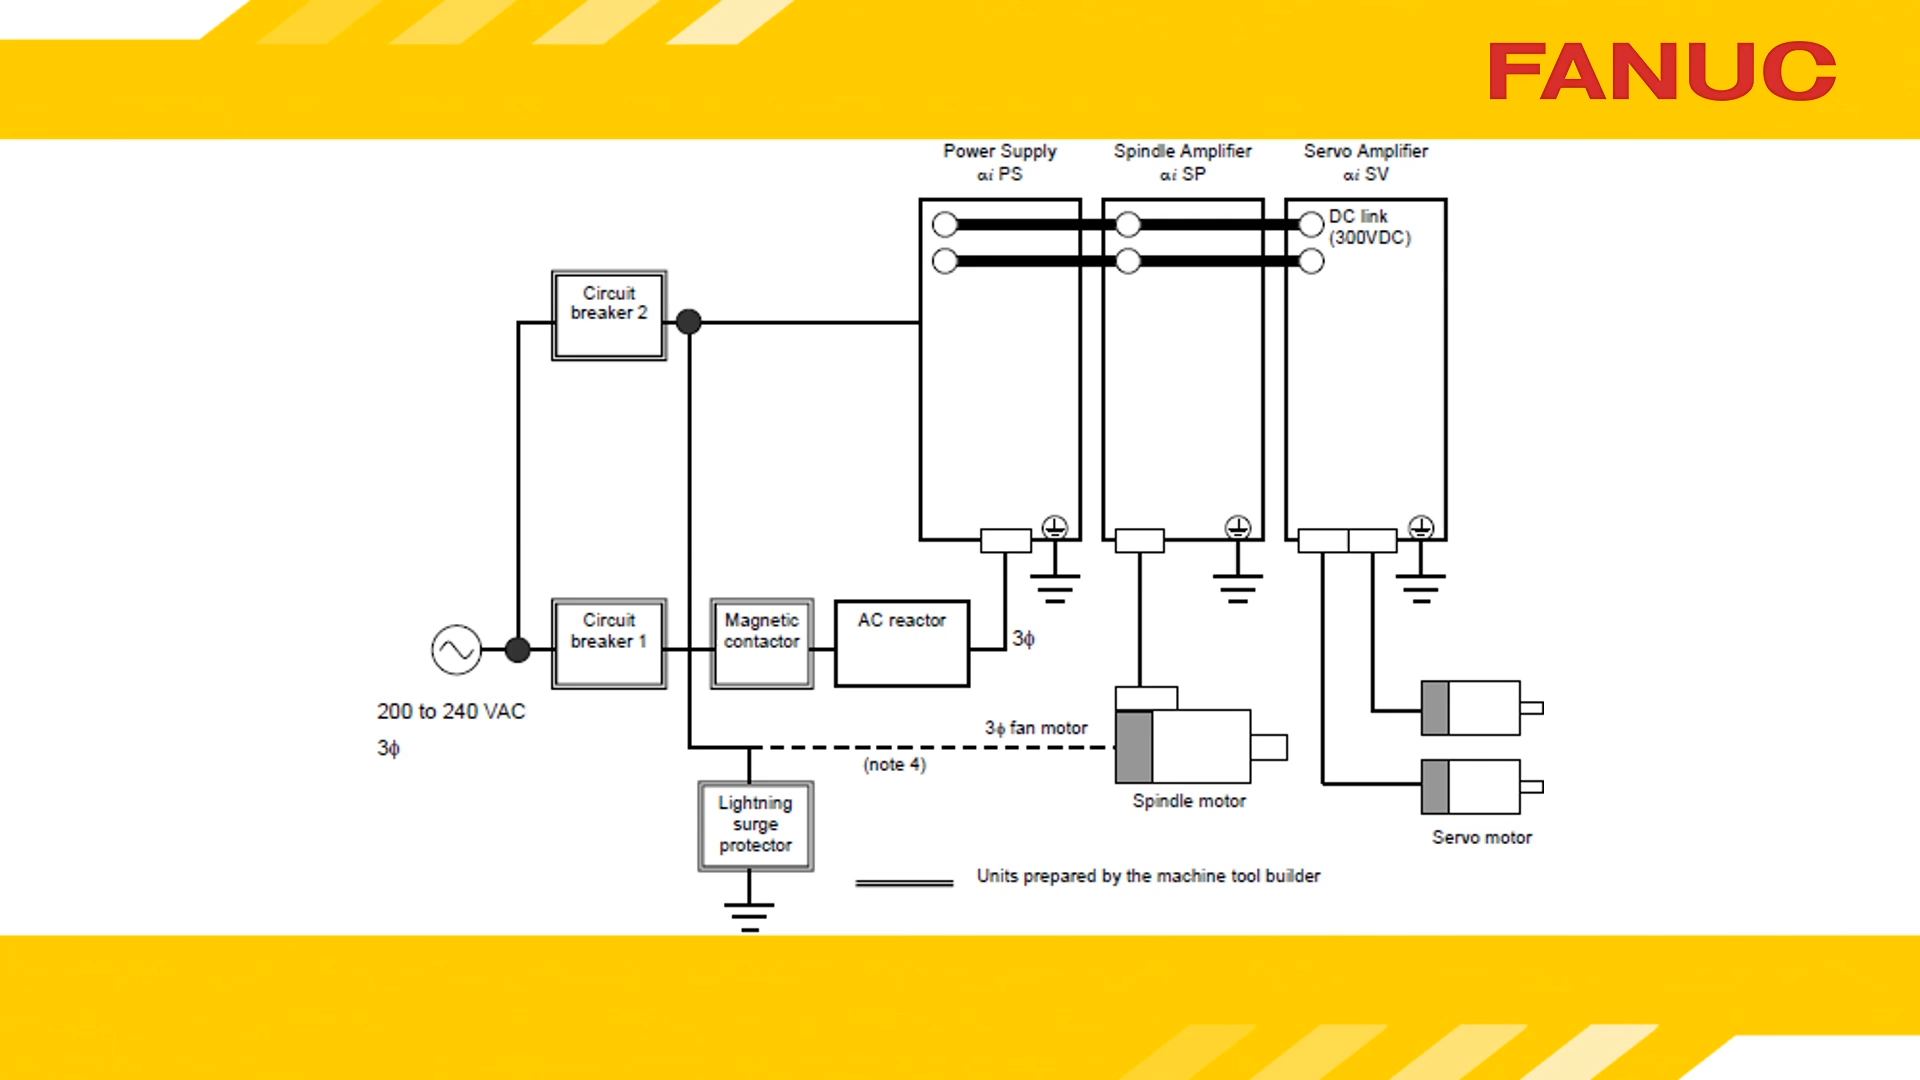 FANUC
Power Supply
αi PS
Spindle Amplifier
αi SP
Servo Amplifier
αi SV
DC link
(300VDC)
Circuit
breaker 2
Circuit
breaker 1
Magnetic
contactor
AC reactor
3ϕ
200 to 240 VAC
3ϕ
3ϕ fan motor
(note 4)
Spindle motor
Lightning
surge
protector
Servo motor
Units prepared by the machine tool builder